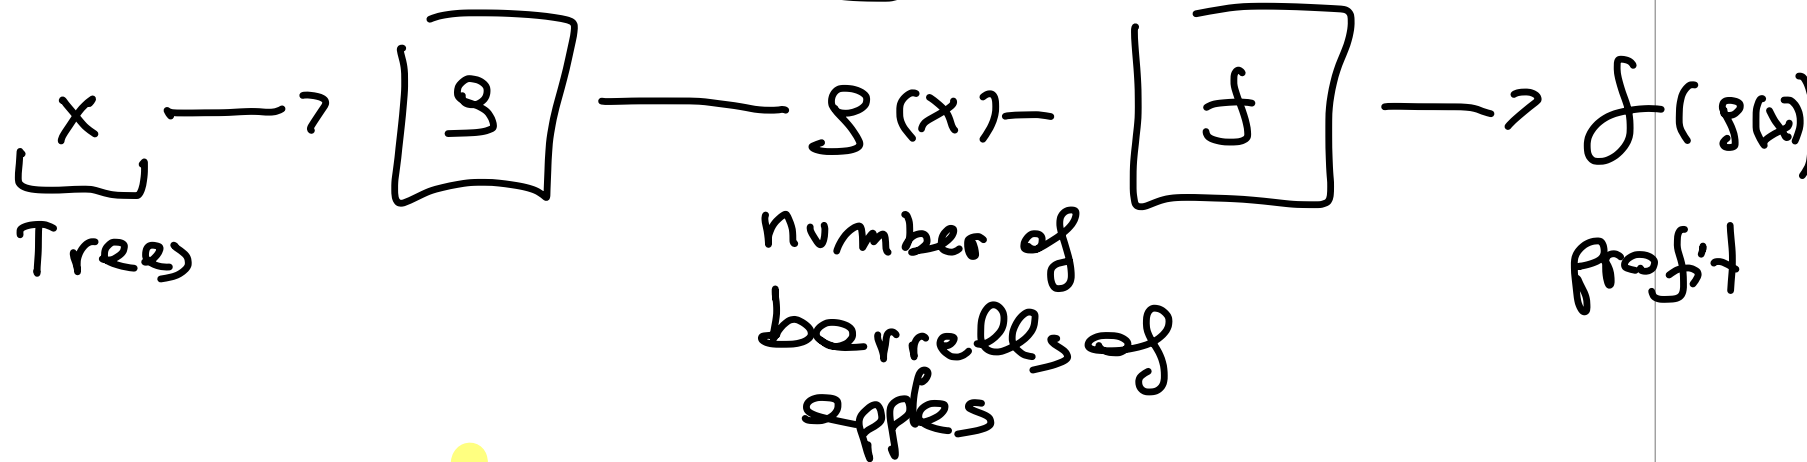 x → g — g(x) — f → f(g(x))
Trees
number of
barrells of
apples
profit